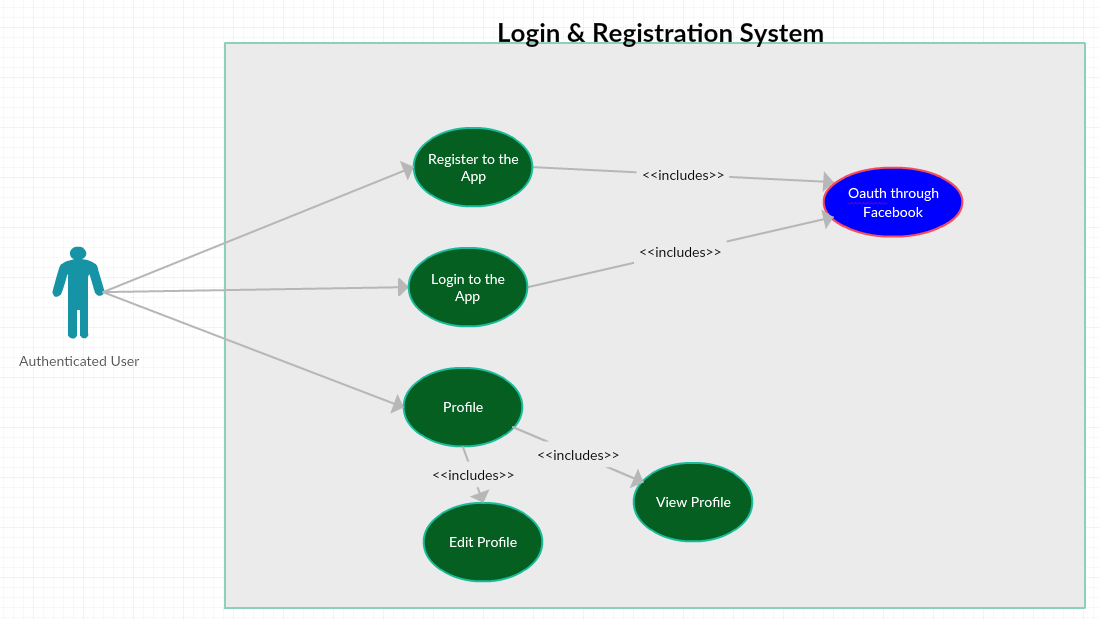 Login & Registration System
Register to the
App
<<includes>>
Oauth through
Facebook
<<includes>>
Login to the
App
Authenticated User
Profile
<<includes>>
<<includes>>
View Profile
Edit Profile